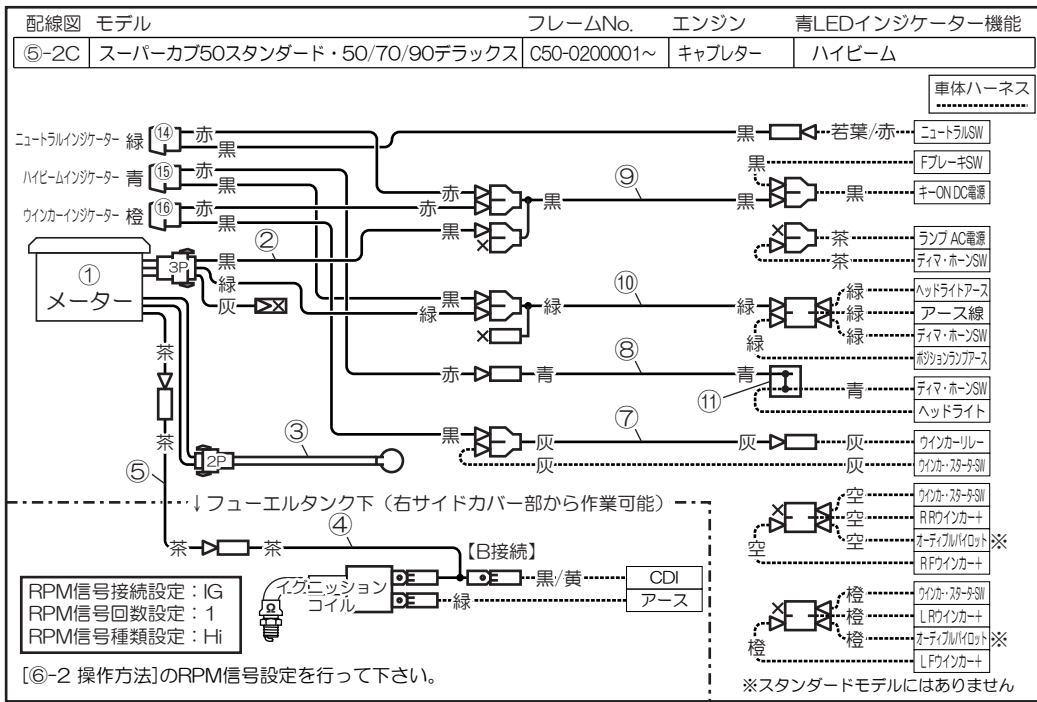 配線図 モデル フレームNo. エンジン 青LEDインジケーター機能
⑤-2C スーパーカブ50スタンダード・50/70/90デラックス C50-0200001~ キャブレター ハイビーム
車体ハーネス
ニュートラルインジケーター 緑 ⑭ 赤 黒 黒 若葉/赤 ニュートラルSW
ハイビームインジケーター 青 ⑮ 赤 黒
ウインカーインジケーター 橙 ⑯ 赤 黒
黒 FブレーキSW
赤 赤 黒 ⑨ 黒 黒 キーON DC電源
黒
茶 ランプ AC電源
茶 ディマ・ホーンSW
① メーター
3P 黒 ②
緑
灰
黒 緑 緑 ⑩ 緑
緑 ヘッドライトアース
緑 アース線
緑 ディマ・ホーンSW
緑 ポジションランプアース
赤 青 ⑧ 青 ⑪
青 ディマ・ホーンSW
ヘッドライト
黒 灰 ⑦ 灰 灰 ウインカーリレー
灰 灰 ウインカ・スタータSW
茶
茶
2P ③
⑤
↓フューエルタンク下（右サイドカバー部から作業可能）
茶 茶 ④
【B接続】
イグニッション
コイル
黒/黄 CDI
緑 アース
空 ウインカ・スタータSW
空 RRウインカー+
空 オーディブルパイロット ※
空 RFウインカー+
橙 ウインカ・スタータSW
橙 LRウインカー+
橙 オーディブルパイロット ※
橙 LFウインカー+
※スタンダードモデルにはありません
RPM信号接続設定：IG
RPM信号回数設定：1
RPM信号種類設定：Hi
[⑥-2 操作方法]のRPM信号設定を行って下さい。